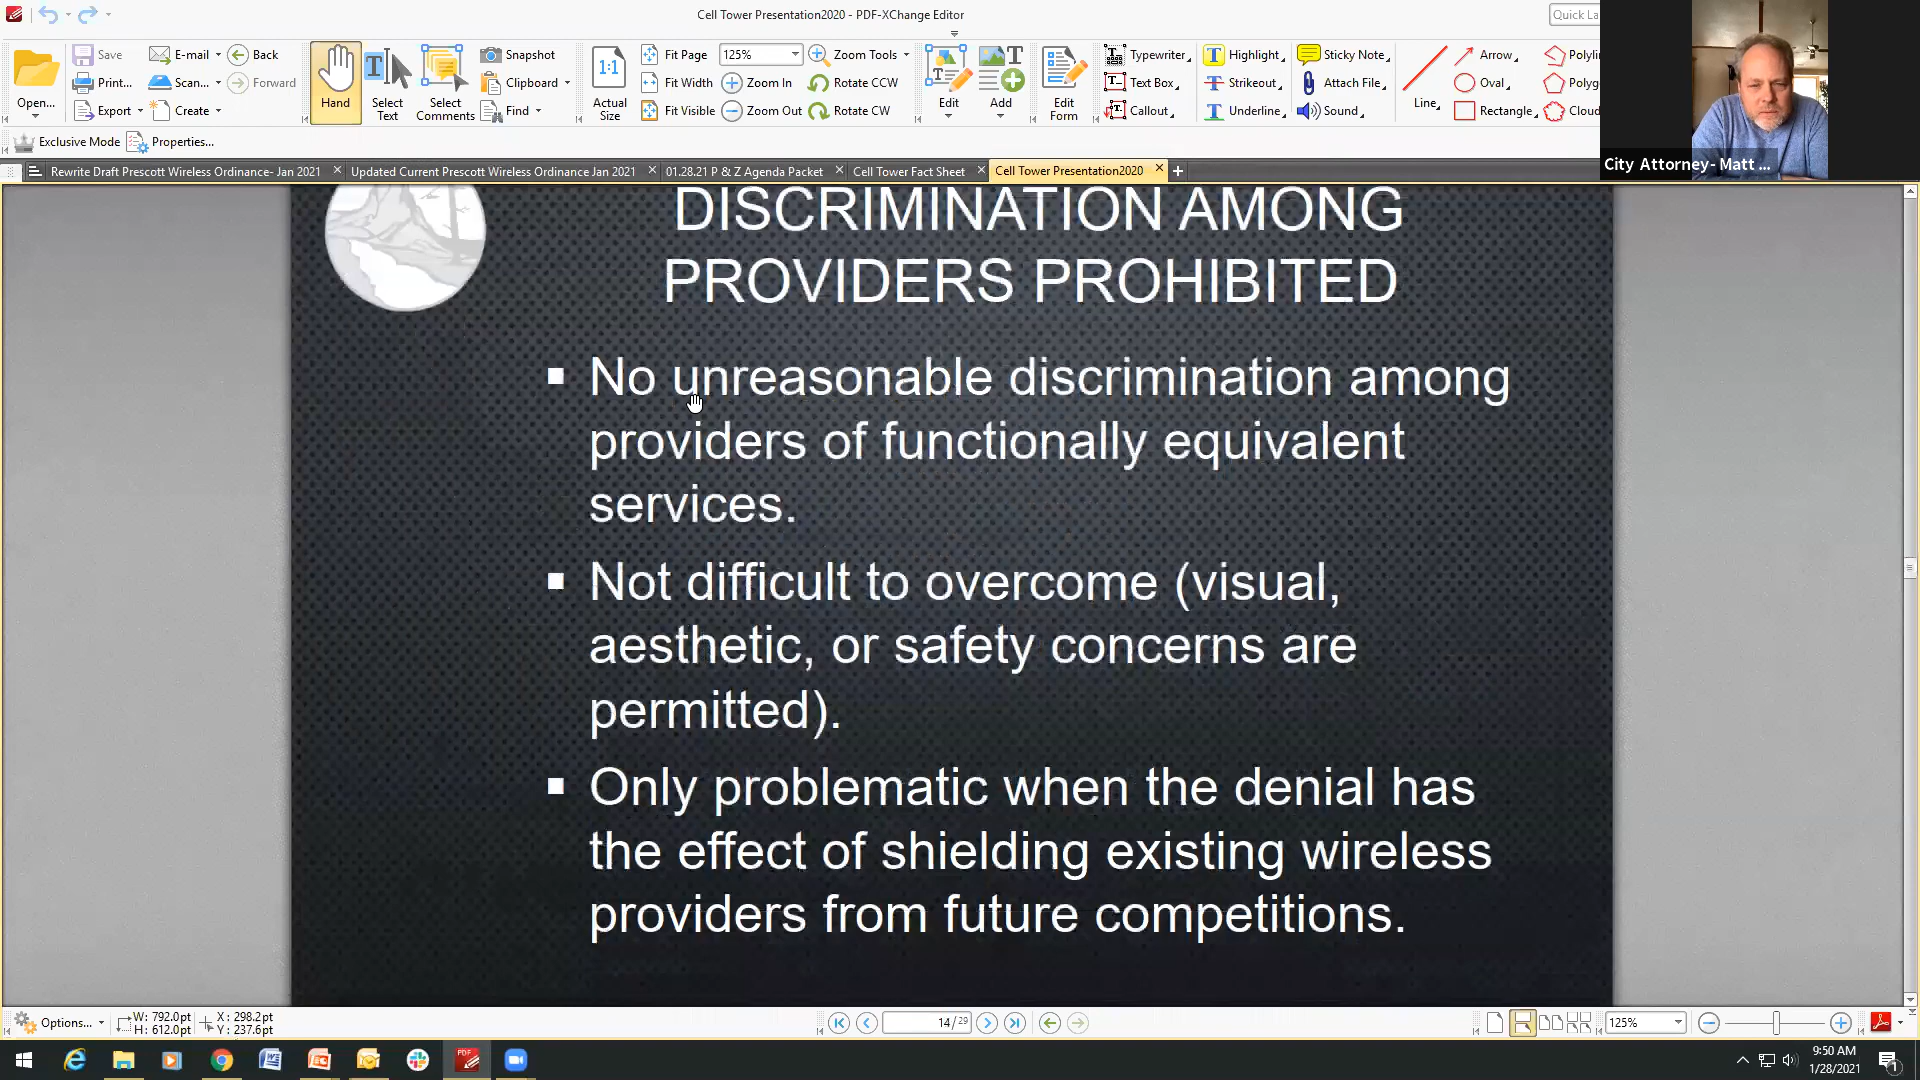 Cell Tower Presentation2020 - PDF-XChange Editor
Quick La
Open...
Save
Print...
Export
E-mail
Scan...
Create
Back
Forward
Hand
Select
Text
Select
Comments
Snapshot
Clipboard
Find
1:1
Actual
Size
Fit Page
Fit Width
Fit Visible
125%
Zoom In
Zoom Out
Zoom Tools
Rotate CCW
Rotate CW
Edit
Add
Edit
Form
Typewriter
Text Box
Callout
Highlight
Strikeout
Underline
Sticky Note
Attach File
Sound
Line
Arrow
Oval
Rectangle
Polylin
Polyg
Cloud
City Attorney- Matt ...
Exclusive Mode
Properties...
Rewrite Draft Prescott Wireless Ordinance- Jan 2021
Updated Current Prescott Wireless Ordinance Jan 2021
01.28.21 P & Z Agenda Packet
Cell Tower Fact Sheet
Cell Tower Presentation2020
DISCRIMINATION AMONG
PROVIDERS PROHIBITED
▪ No unreasonable discrimination among
providers of functionally equivalent
services.
▪ Not difficult to overcome (visual,
aesthetic, or safety concerns are
permitted).
▪ Only problematic when the denial has
the effect of shielding existing wireless
providers from future competitions.
Options...
W: 792.0pt
H: 612.0pt
X: 298.2pt
Y: 237.6pt
14/29
125%
9:50 AM
1/28/2021